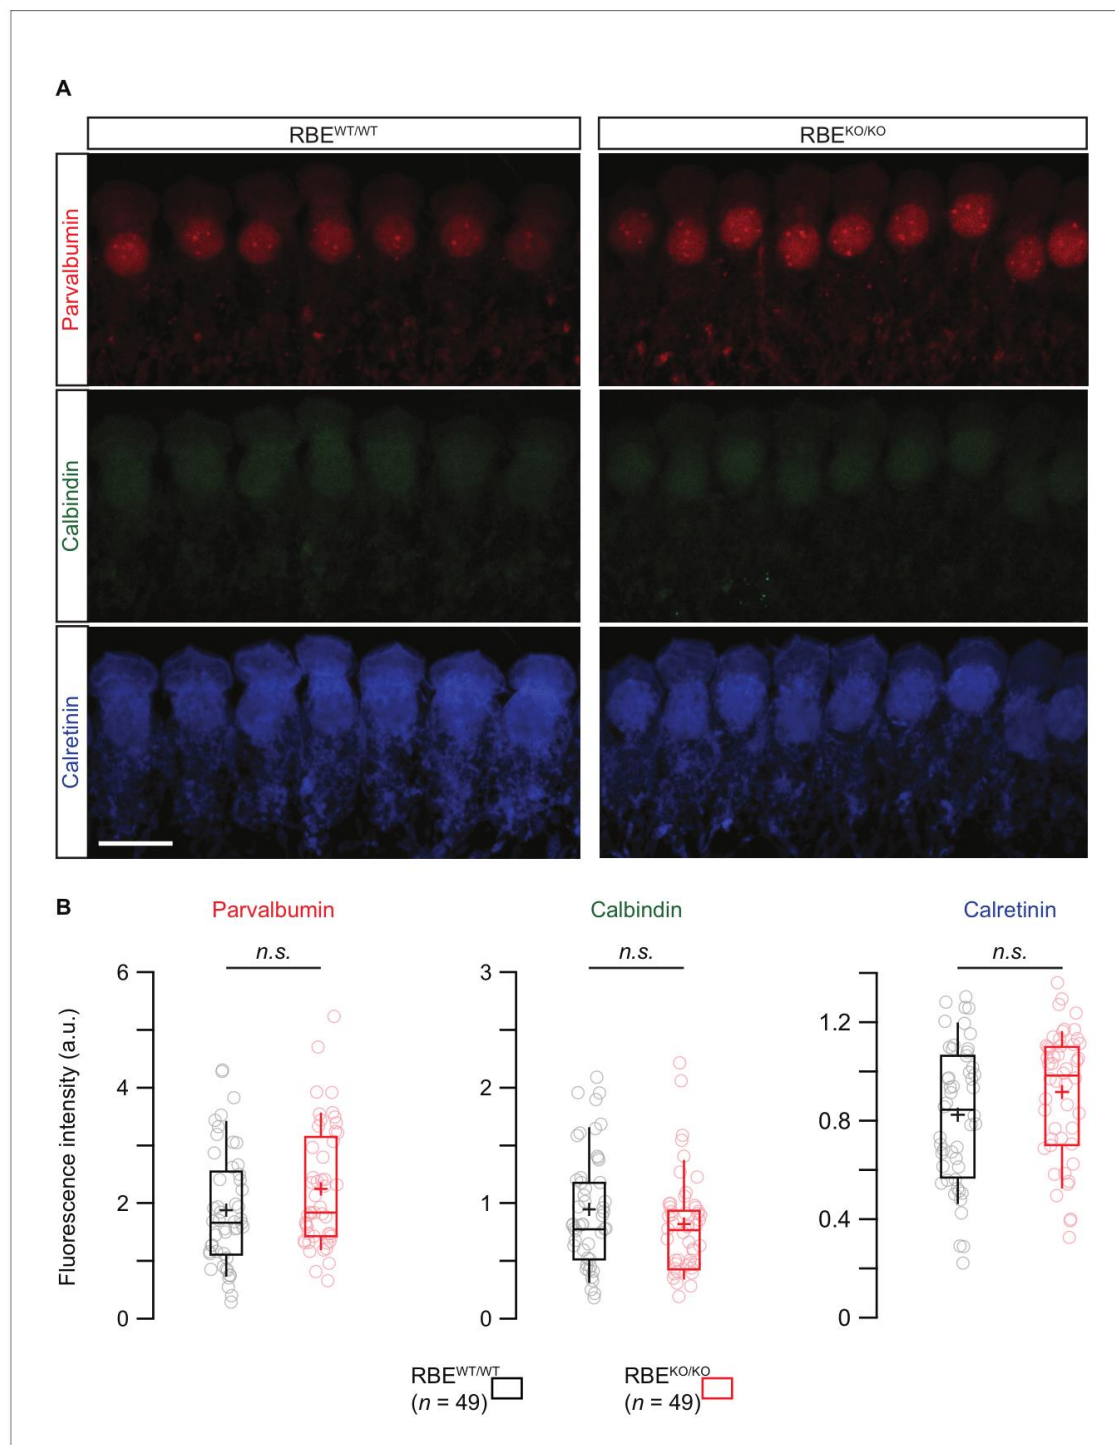 A
RBE^WT/WT
RBE^KO/KO
Parvalbumin
Calbindin
Calretinin
B
Parvalbumin
Calbindin
Calretinin
n.s.
n.s.
n.s.
Fluorescence intensity (a.u.)
6
4
2
0
3
2
1
0
1.2
0.8
0.4
0
RBE^WT/WT
(n = 49)
RBE^KO/KO
(n = 49)